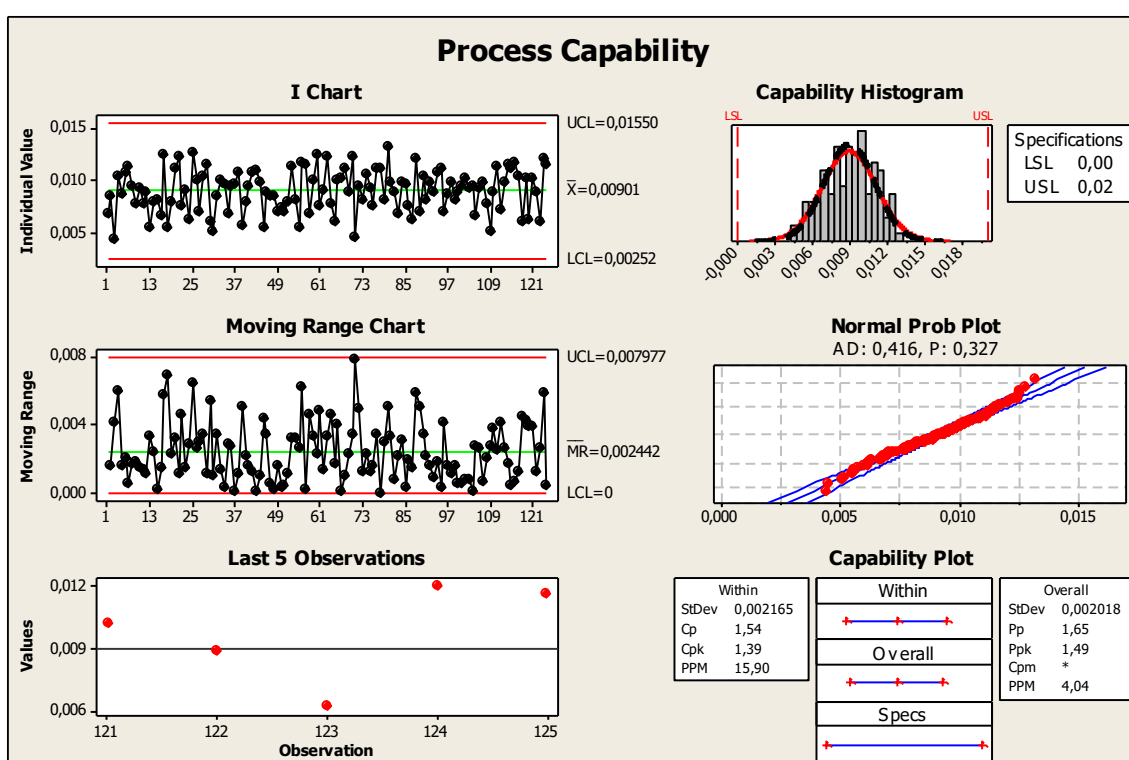 Process Capability
I Chart
Individual Value
0,015
0,010
0,005
UCL=0,01550
X=0,00901
LCL=0,00252
1 13 25 37 49 61 73 85 97 109 121
Capability Histogram
LSL USL
Specifications
LSL 0,00
USL 0,02
-0,000 0,003 0,006 0,009 0,012 0,015 0,018
Moving Range Chart
Moving Range
0,008
0,004
0,000
UCL=0,007977
MR=0,002442
LCL=0
1 13 25 37 49 61 73 85 97 109 121
Normal Prob Plot
AD: 0,416, P: 0,327
0,000 0,005 0,010 0,015
Last 5 Observations
Values
0,012
0,009
0,006
121 122 123 124 125
Observation
Capability Plot
Within
StDev 0,002165
Cp 1,54
Cpk 1,39
PPM 15,90
Within
Overall
Specs
Overall
StDev 0,002018
Pp 1,65
Ppk 1,49
Cpm *
PPM 4,04